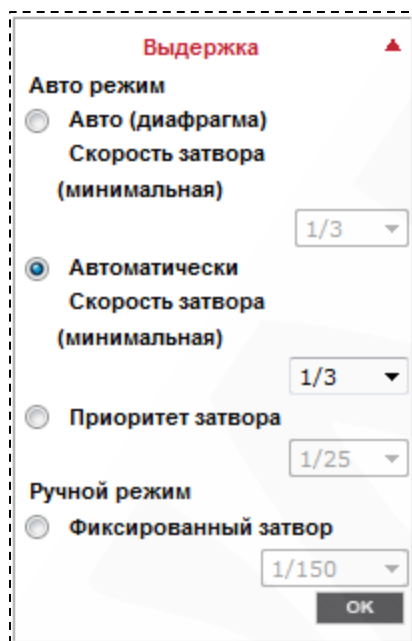 Выдержка
Авто режим
Авто (диафрагма)
Скорость затвора
(минимальная)
1/3
Автоматически
Скорость затвора
(минимальная)
1/3
Приоритет затвора
1/25
Ручной режим
Фиксированный затвор
1/150
OK